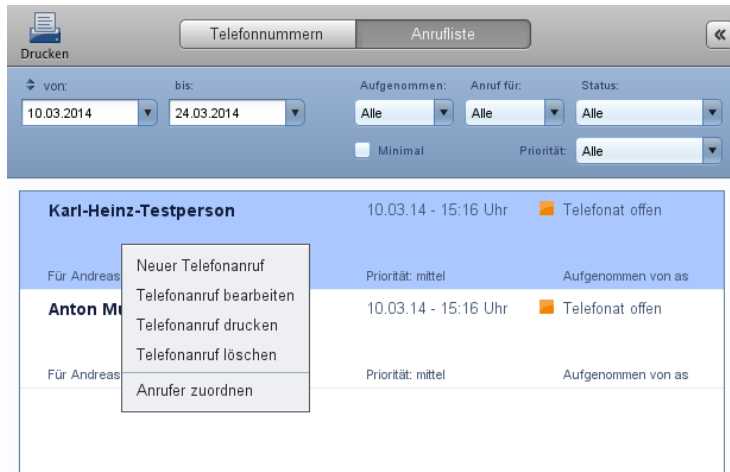 Drucken
Telefonnummern Anrufliste
von: bis: Aufgenommen: Anruf für: Status:
10.03.2014 24.03.2014 Alle Alle Alle
Minimal Priorität: Alle
Karl-Heinz-Testperson 10.03.14 - 15:16 Uhr Telefonat offen
Für Andreas Priorität: mittel Aufgenommen von as
Neuer Telefonanruf
Telefonanruf bearbeiten
Telefonanruf drucken
Telefonanruf löschen
Anrufer zuordnen
Anton 10.03.14 - 15:16 Uhr Telefonat offen
Für Andreas Priorität: mittel Aufgenommen von as